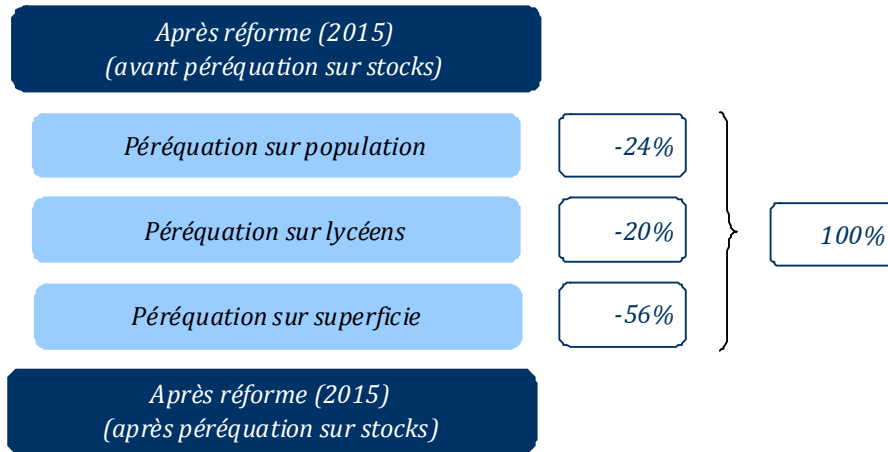 Après réforme (2015)
(avant péréquation sur stocks)
Péréquation sur population
-24%
Péréquation sur lycéens
-20%
100%
Péréquation sur superficie
-56%
Après réforme (2015)
(après péréquation sur stocks)